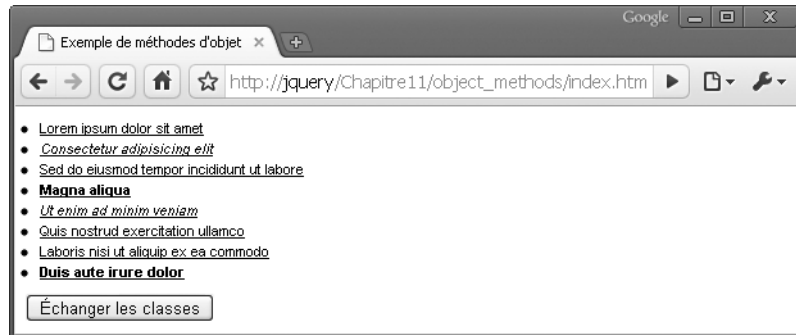 Google
Exemple de méthodes d'objet
http://jquery/Chapitre11/object_methods/index.htm
Lorem ipsum dolor sit amet
Consectetur adipisicing elit
Sed do eiusmod tempor incididunt ut labore
Magna aliqua
Ut enim ad minim veniam
Quis nostrud exercitation ullamco
Laboris nisi ut aliquip ex ea commodo
Duis aute irure dolor
Échanger les classes